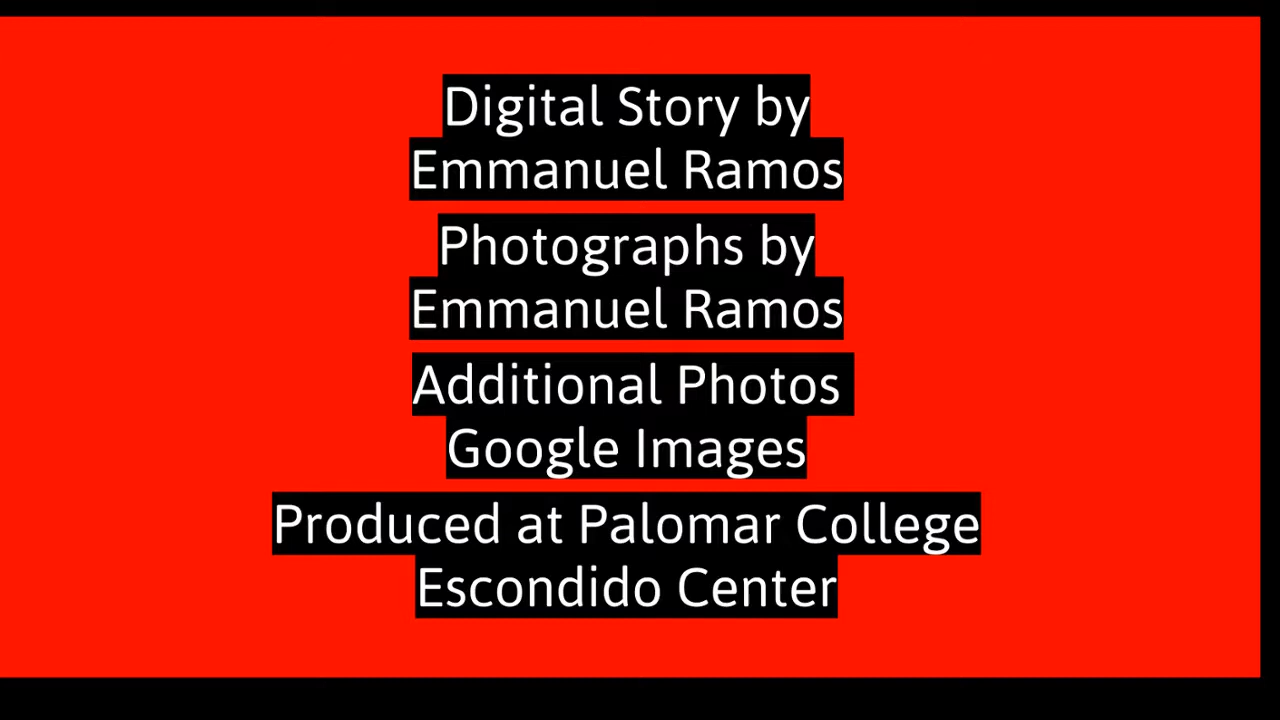 Digital Story by
Emmanuel Ramos
Photographs by
Emmanuel Ramos
Additional Photos
Google Images
Produced at Palomar College
Escondido Center